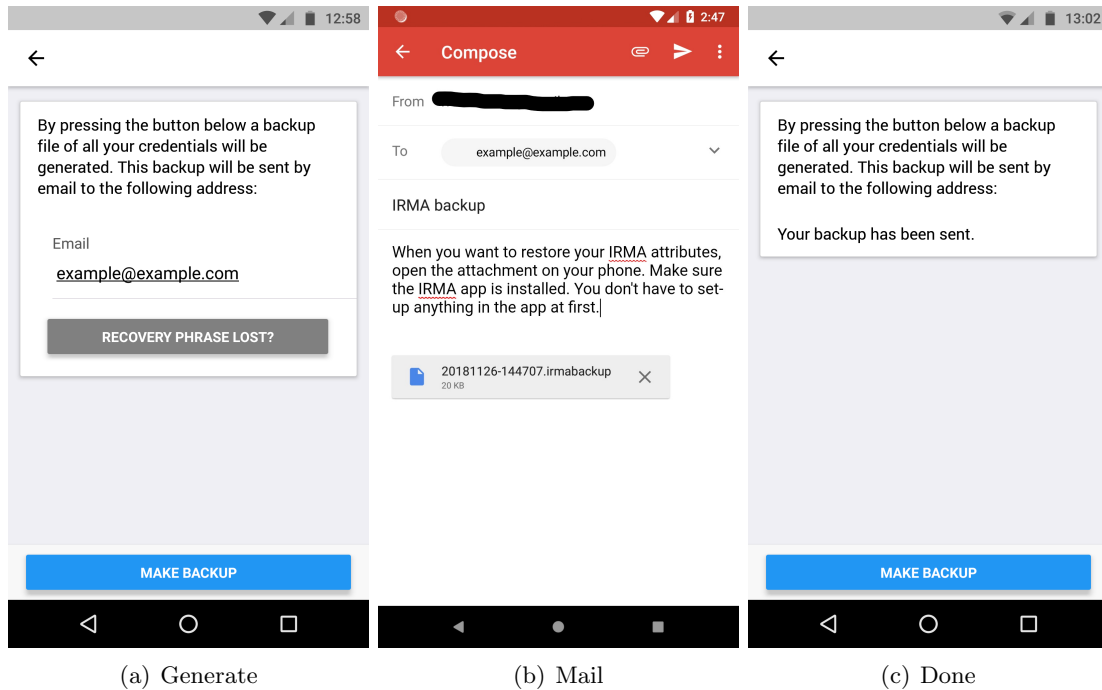 12:58
By pressing the button below a backup
file of all your credentials will be
generated. This backup will be sent by
email to the following address:
Email
example@example.com
RECOVERY PHRASE LOST?
MAKE BACKUP
(a) Generate
2:47
Compose
From
To
example@example.com
IRMA backup
When you want to restore your IRMA attributes,
open the attachment on your phone. Make sure
the IRMA app is installed. You don't have to set-
up anything in the app at first.
20181126-144707.irmabackup
20 KB
(b) Mail
13:02
By pressing the button below a backup
file of all your credentials will be
generated. This backup will be sent by
email to the following address:
Your backup has been sent.
MAKE BACKUP
(c) Done